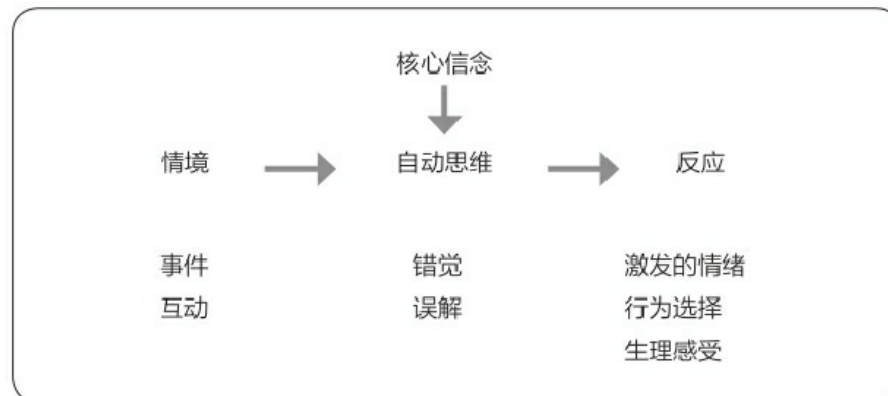 核心信念
情境
自动思维
反应
事件
错觉
激发的情绪
互动
误解
行为选择
生理感受